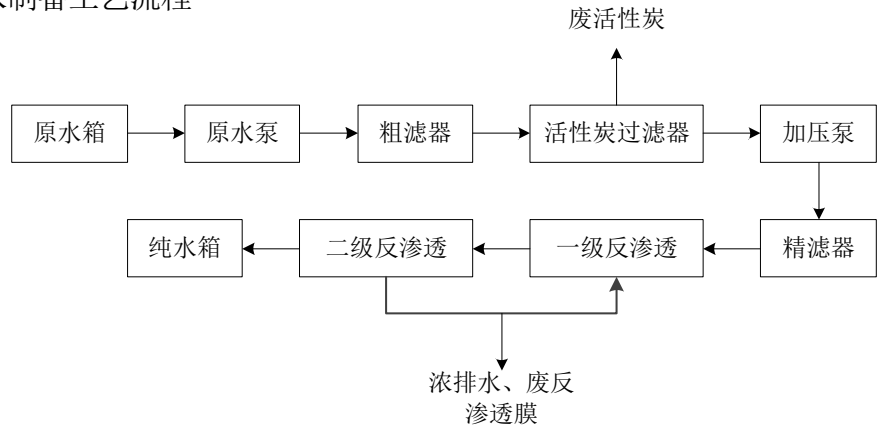 制备工艺流程
废活性炭
原水箱
原水泵
粗滤器
活性炭过滤器
加压泵
纯水箱
二级反渗透
一级反渗透
精滤器
浓排水、废反
渗透膜